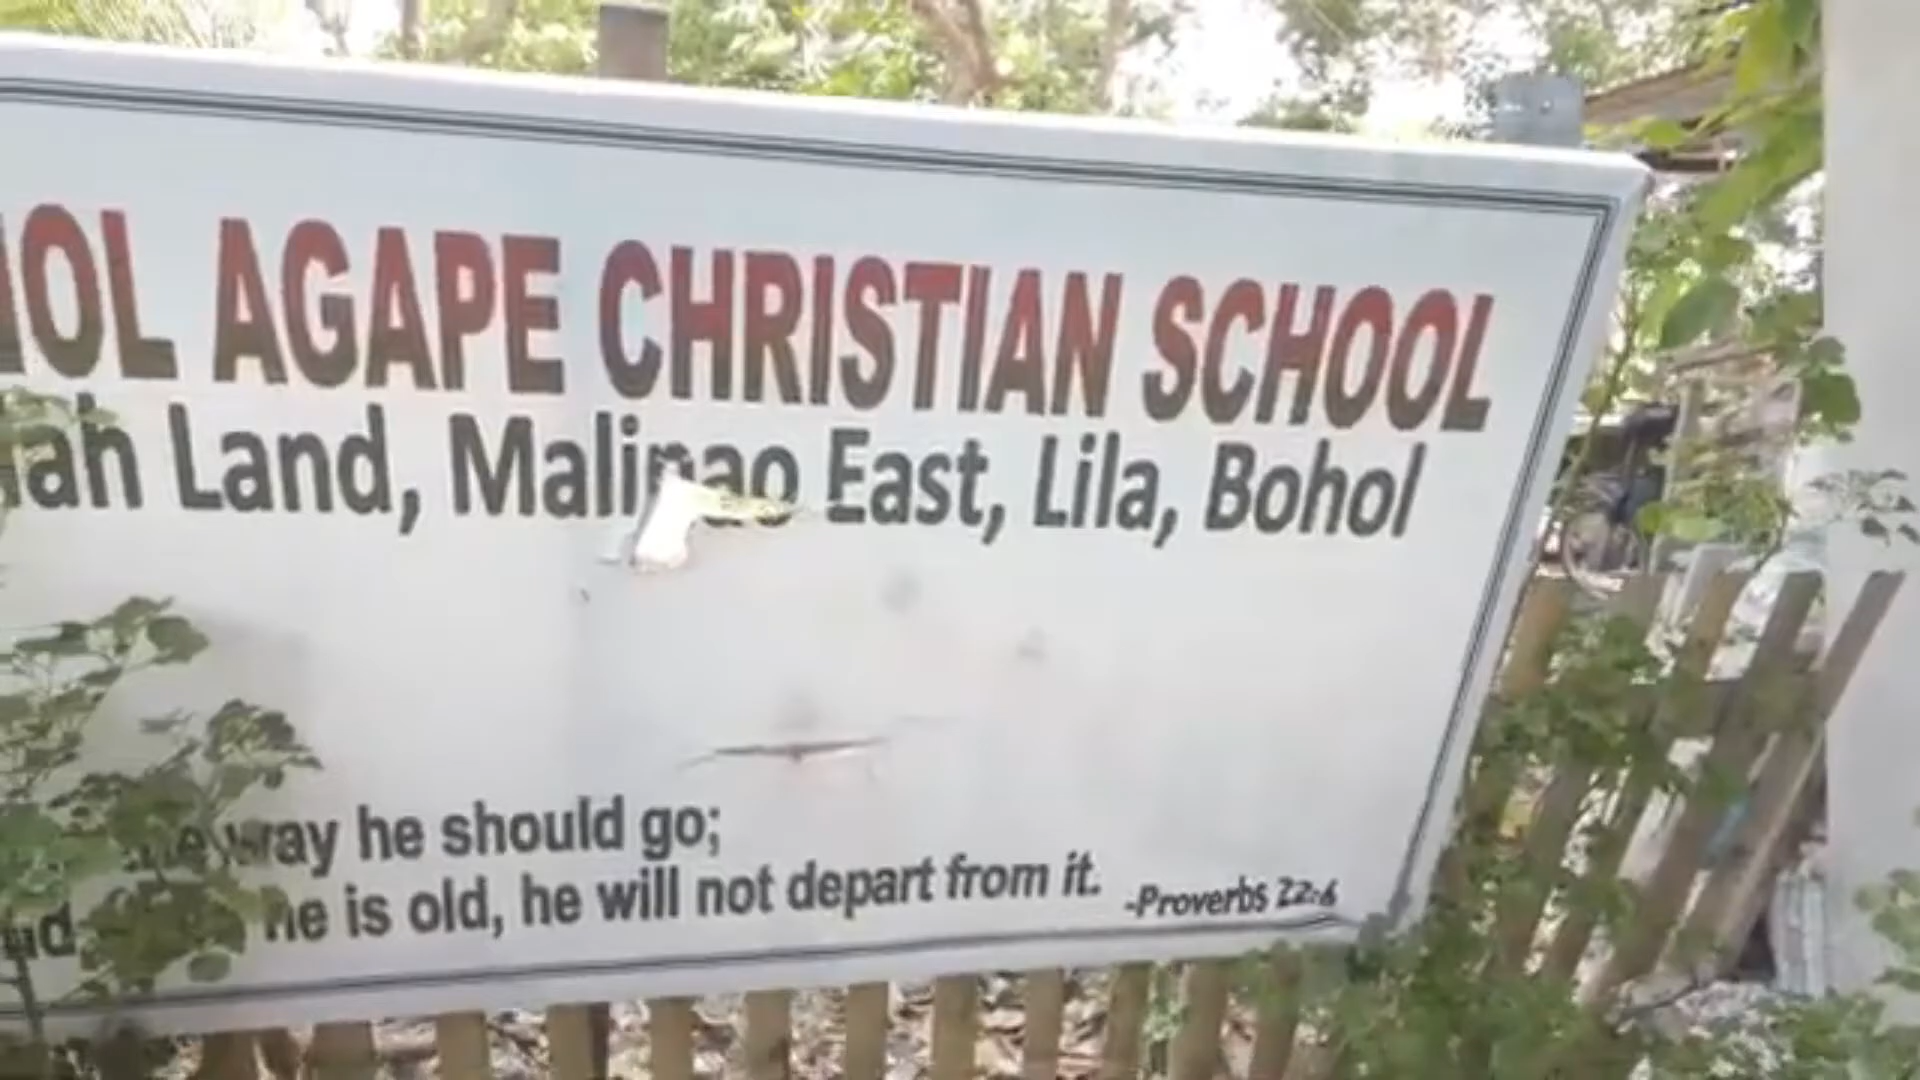 HOL AGAPE CHRISTIAN SCHOOL
ah Land, Malinao East, Lila, Bohol
way he should go;
he is old, he will not depart from it. -Proverbs 22:6